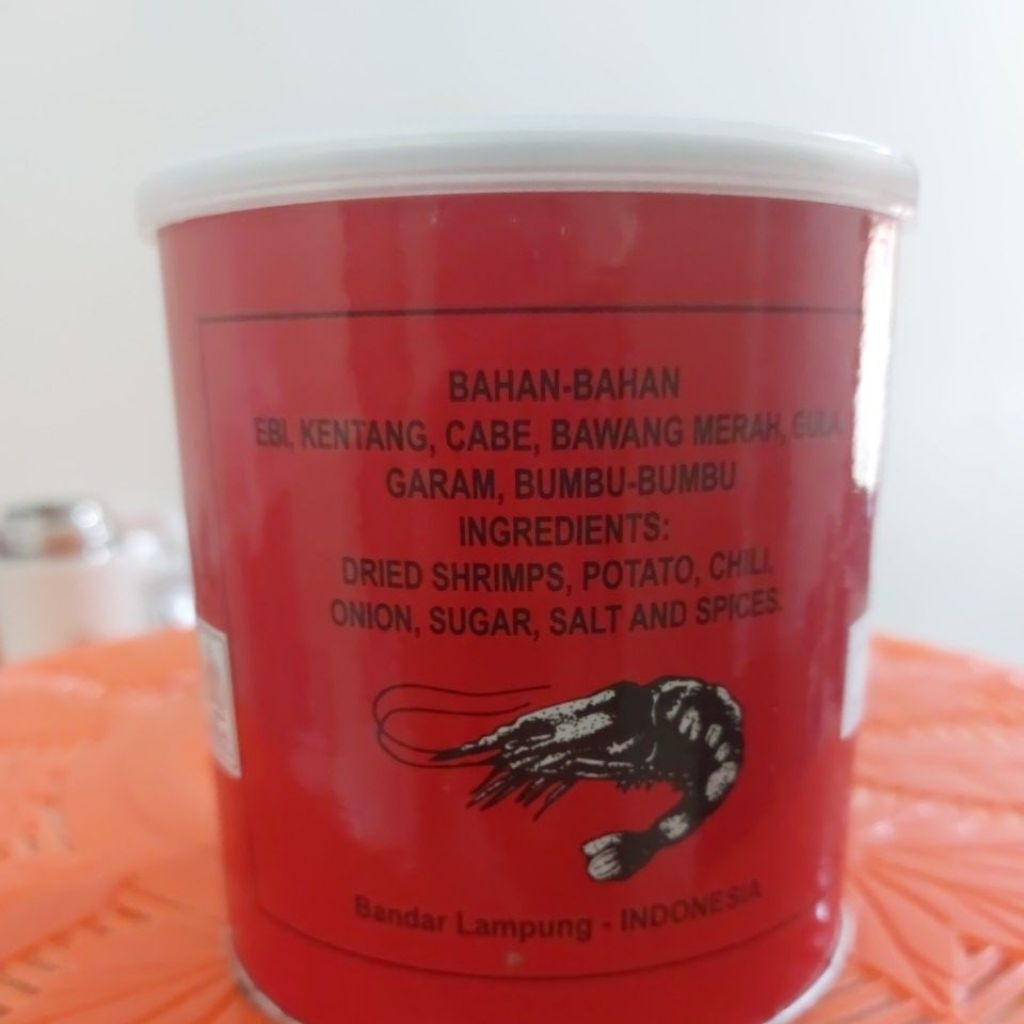 BAHAN-BAHAN
EBI, KENTANG, CABE, BAWANG MERAH, GULA,
GARAM, BUMBU-BUMBU
INGREDIENTS:
DRIED SHRIMPS, POTATO, CHILI,
ONION, SUGAR, SALT AND SPICES.
Bandar Lampung - INDONESIA